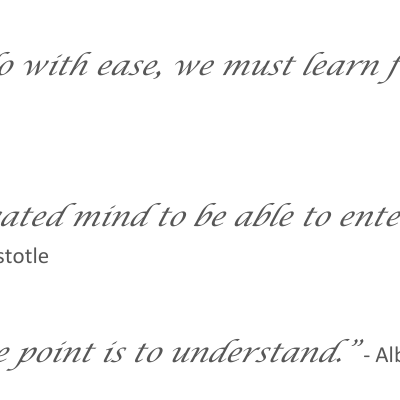 o with ease, we must learn f
ated mind to be able to ente
stotle
e point is to understand.” - Alb